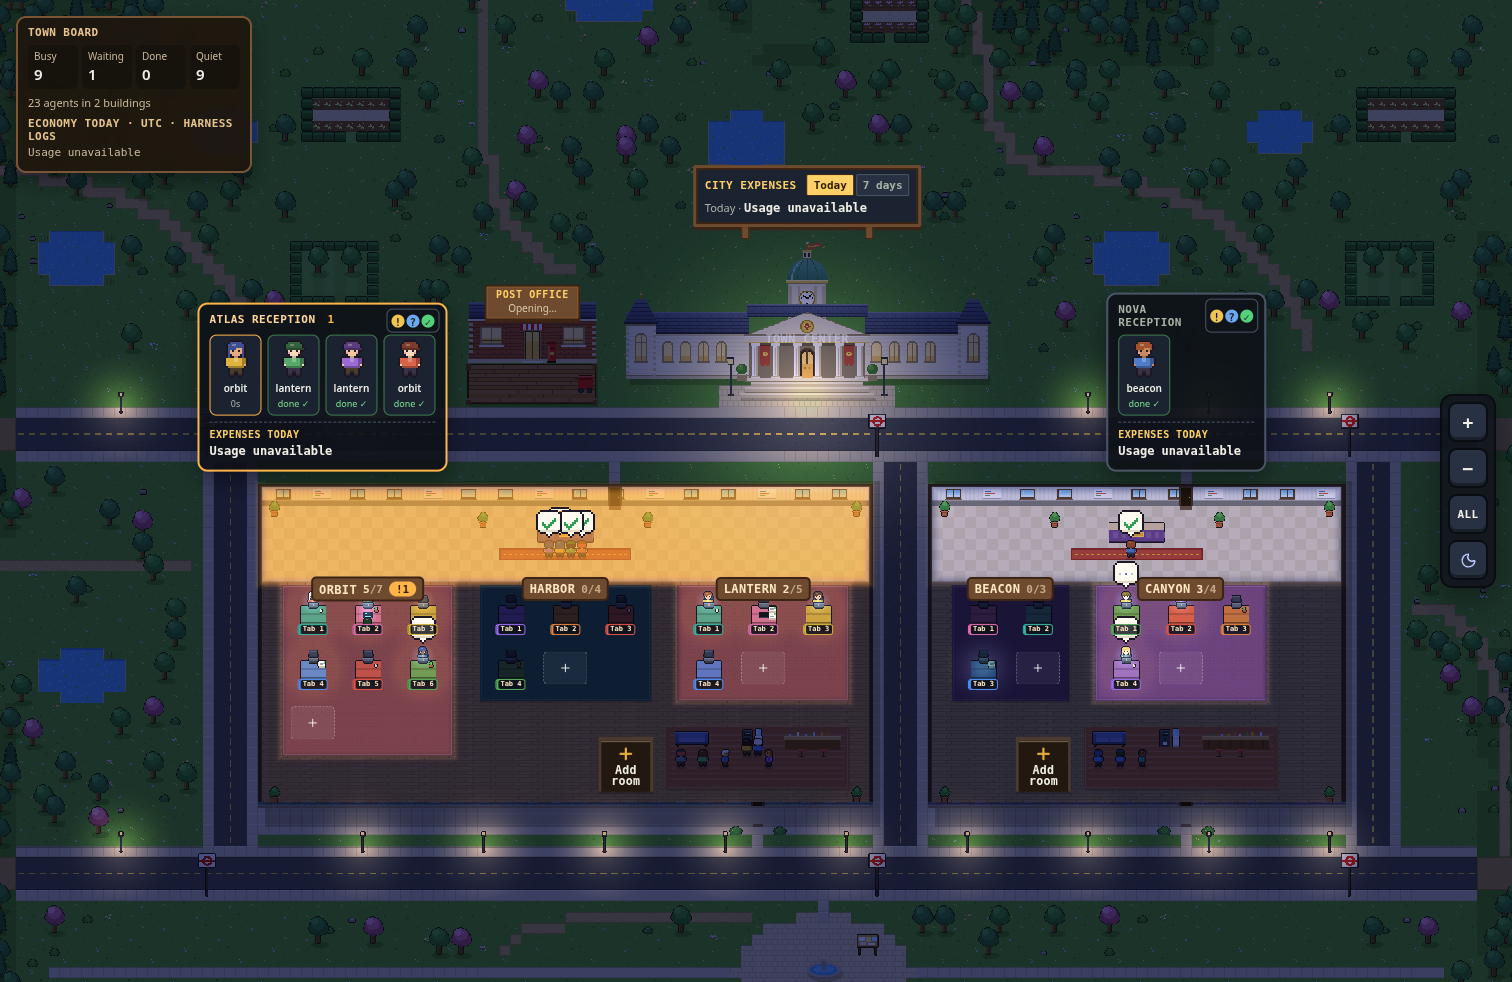 TOWN BOARD
Busy Waiting Done Quiet
9 1 0 9
23 agents in 2 buildings
ECONOMY TODAY · UTC · HARNESS
LOGS
Usage unavailable
CITY EXPENSES Today 7 days
Today · Usage unavailable
POST OFFICE
Opening...
TOWN CENTER
ATLAS RECEPTION 1 ! ? ✓
orbit lantern lantern orbit
0s done ✓ done ✓ done ✓
EXPENSES TODAY
Usage unavailable
NOVA
RECEPTION ! ? ✓
beacon
done ✓
EXPENSES TODAY
Usage unavailable
+
−
ALL
ORBIT 5/7 !1
Tab 1 Tab 2 Tab 3
Tab 4 Tab 5 Tab 6
+
HARBOR 0/4
Tab 1 Tab 2 Tab 3
Tab 4 +
LANTERN 2/5
Tab 1 Tab 2 Tab 3
Tab 4 +
+
Add
room
BEACON 0/3
Tab 1 Tab 2
Tab 3 +
...
CANYON 3/4
Tab 1 Tab 2 Tab 3
Tab 4 +
+
Add
room